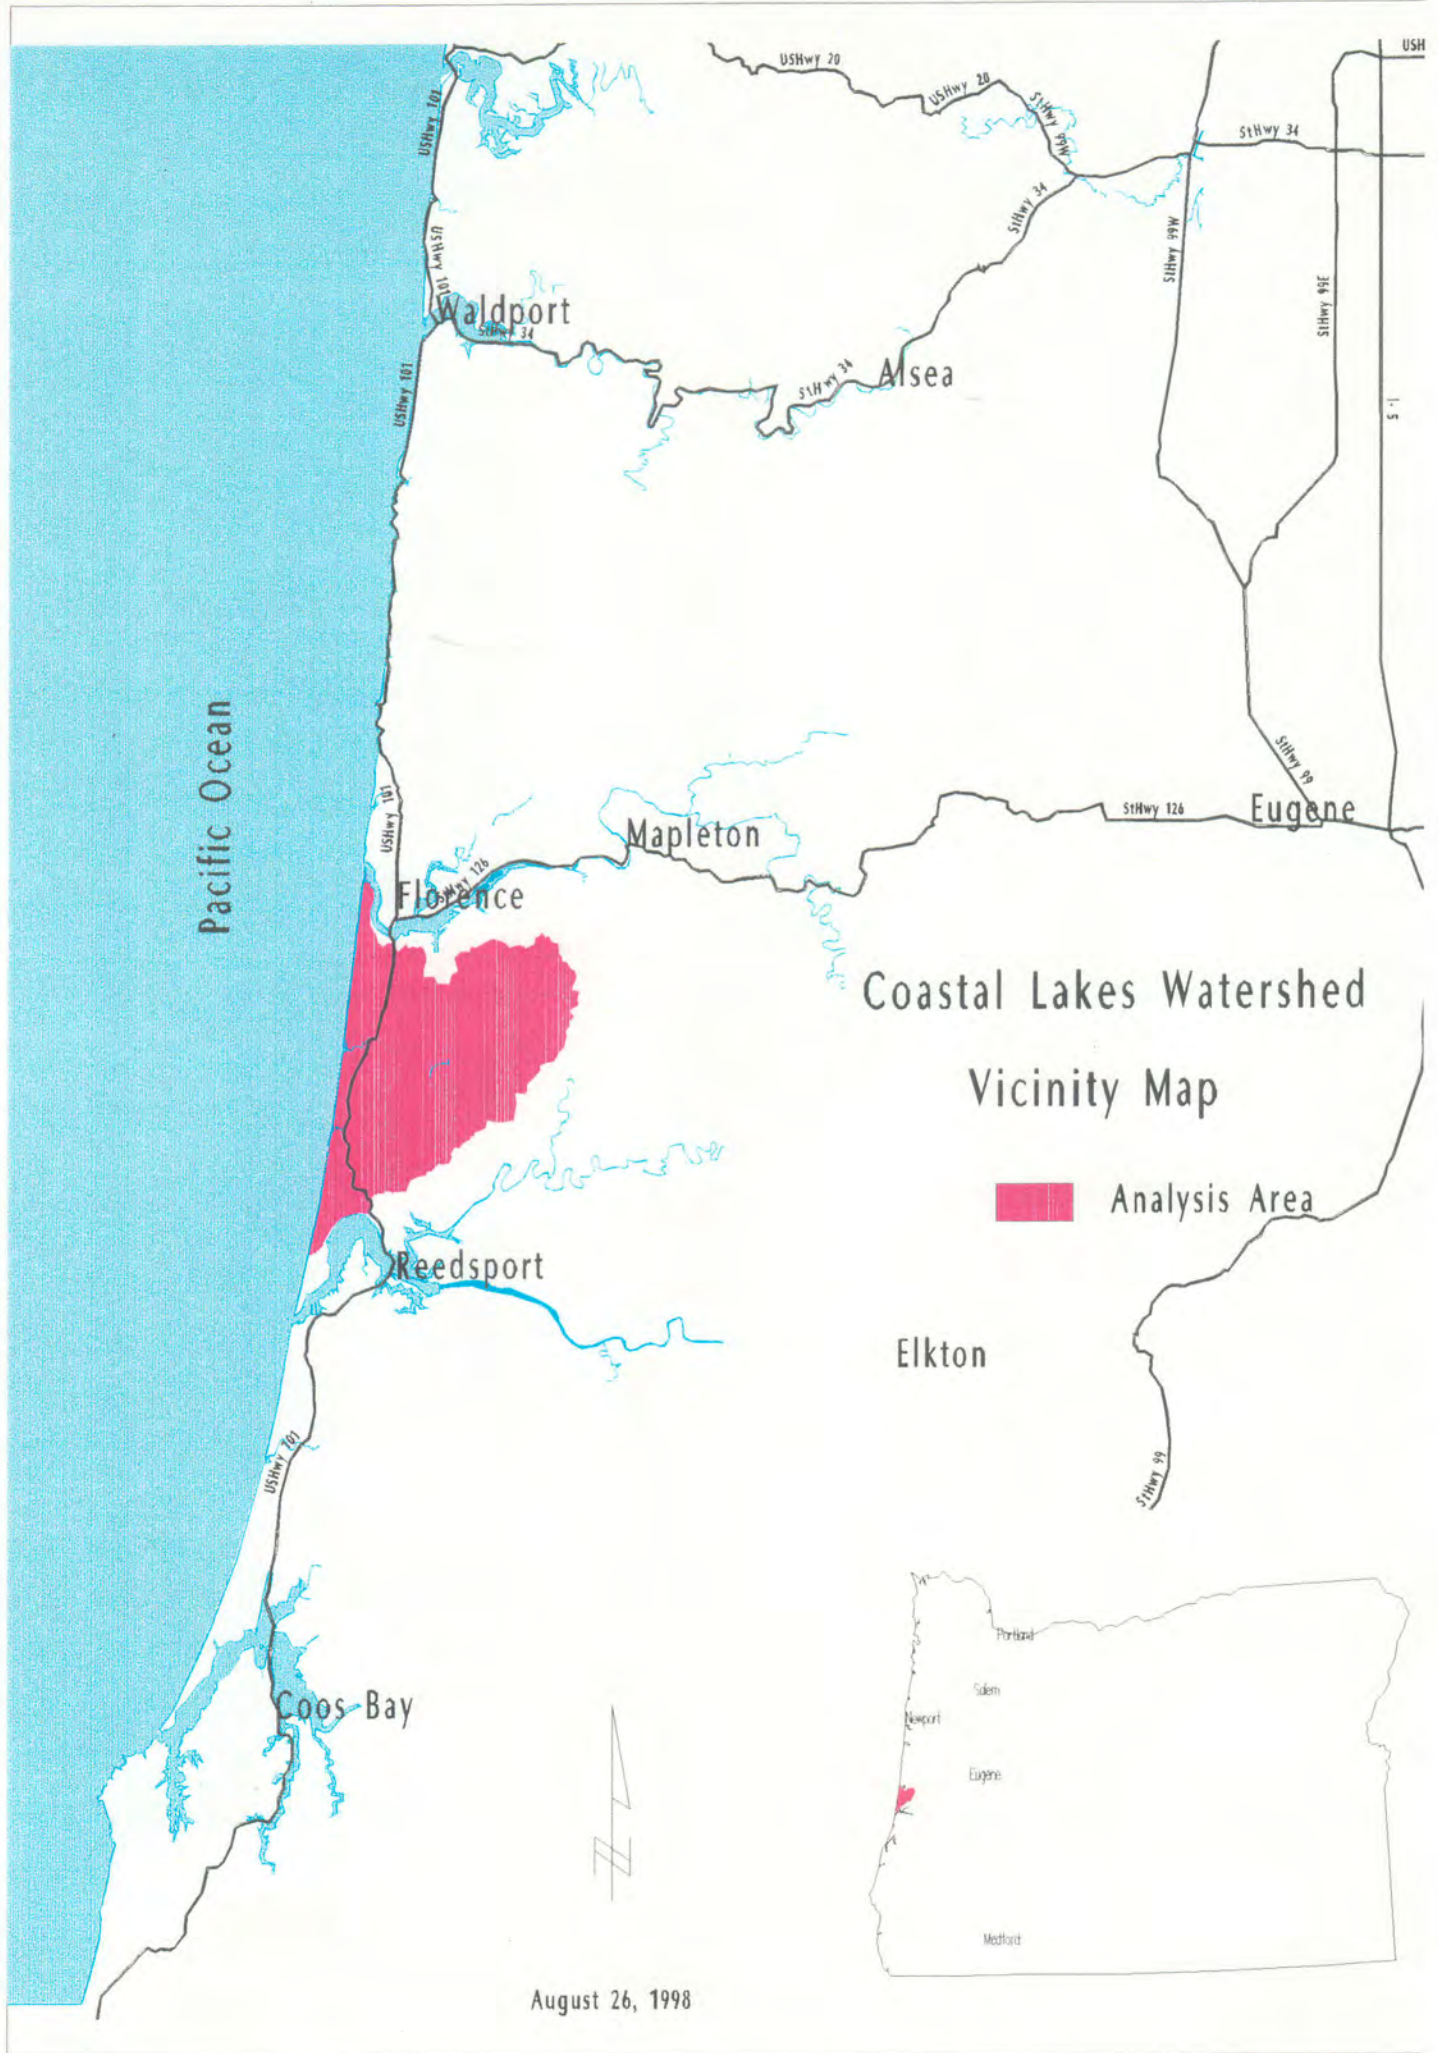 USH
USHwy 20
USHwy 20
StHwy 99W
StHwy 34
USHwy 101
StHwy 34
StHwy 99W
USHwy 101
StHwy 99E
Waldport
StHwy 34
Alsea
StHwy 34
USHwy 101
I-5
Pacific Ocean
StHwy 99
USHwy 101
StHwy 126
Eugene
Mapleton
StHwy 126
Florence
Coastal Lakes Watershed
Vicinity Map
Analysis Area
Reedsport
Elkton
USHwy 101
StHwy 99
Portland
Salem
Coos Bay
Newport
Eugene
N
Medford
August 26, 1998